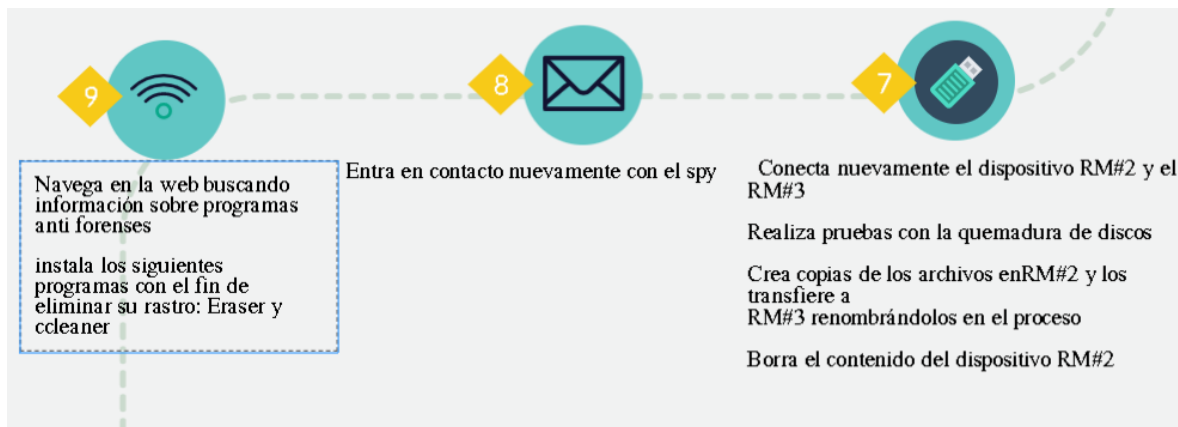 9
Navega en la web buscando
información sobre programas
anti forenses
instala los siguientes
programas con el fin de
eliminar su rastro: Eraser y
ccleaner
8
Entra en contacto nuevamente con el spy
7
Conecta nuevamente el dispositivo RM#2 y el
RM#3
Realiza pruebas con la quemadura de discos
Crea copias de los archivos enRM#2 y los
transfiere a
RM#3 renombrándolos en el proceso
Borra el contenido del dispositivo RM#2